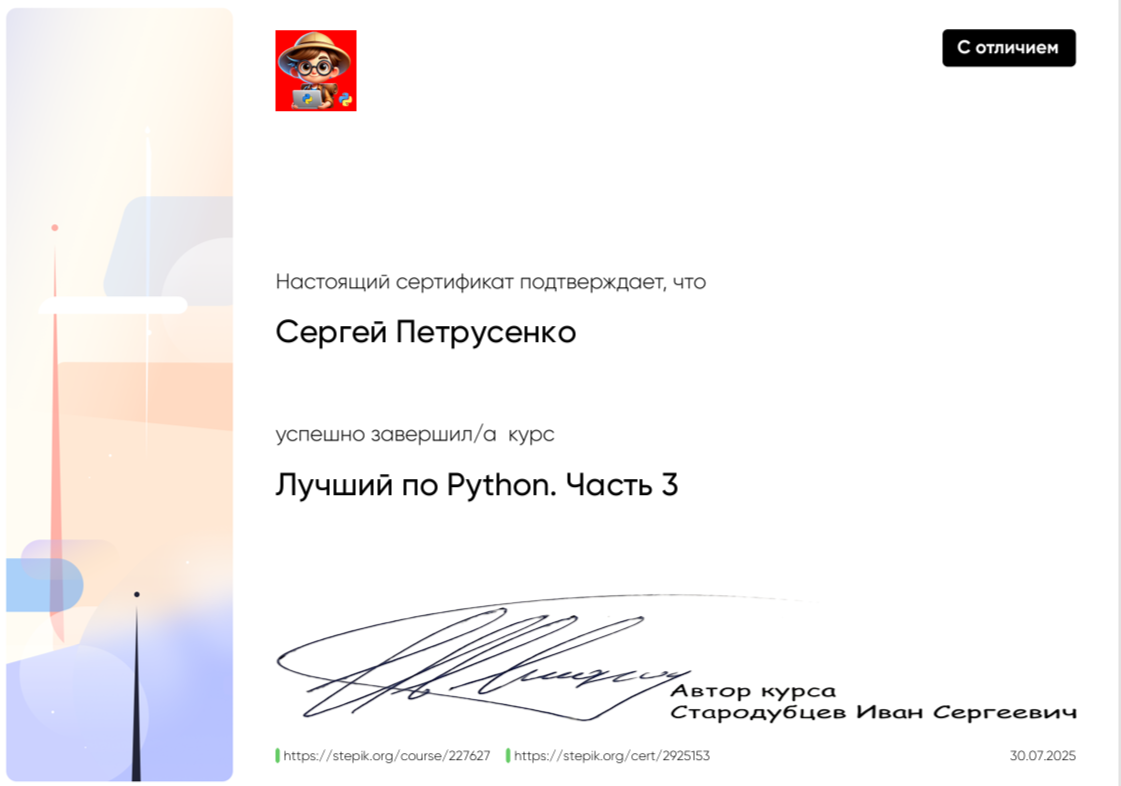 С отличием
Настоящий сертификат подтверждает, что
Сергей Петрусенко
успешно завершил/а курс
Лучший по Python. Часть 3
Автор курса
Стародубцев Иван Сергеевич
https://stepik.org/course/227627 https://stepik.org/cert/2925153 30.07.2025